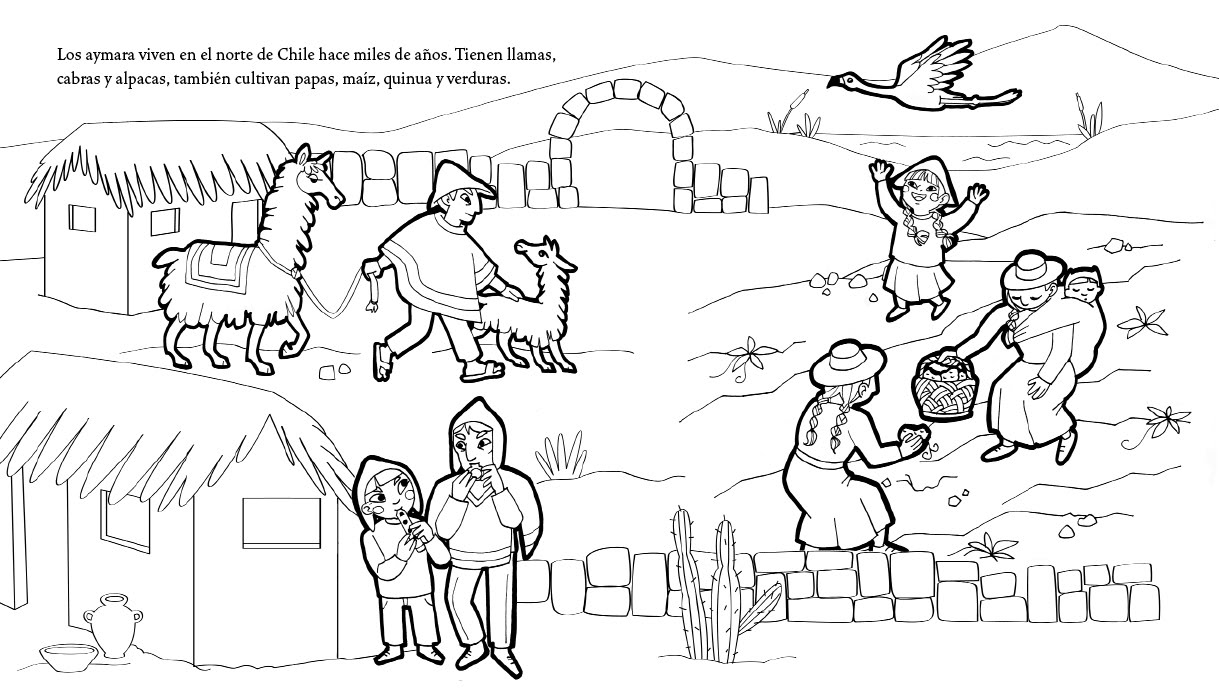 Los aymara viven en el norte de Chile hace miles de años. Tienen llamas,
cabras y alpacas, también cultivan papas, maíz, quinua y verduras.